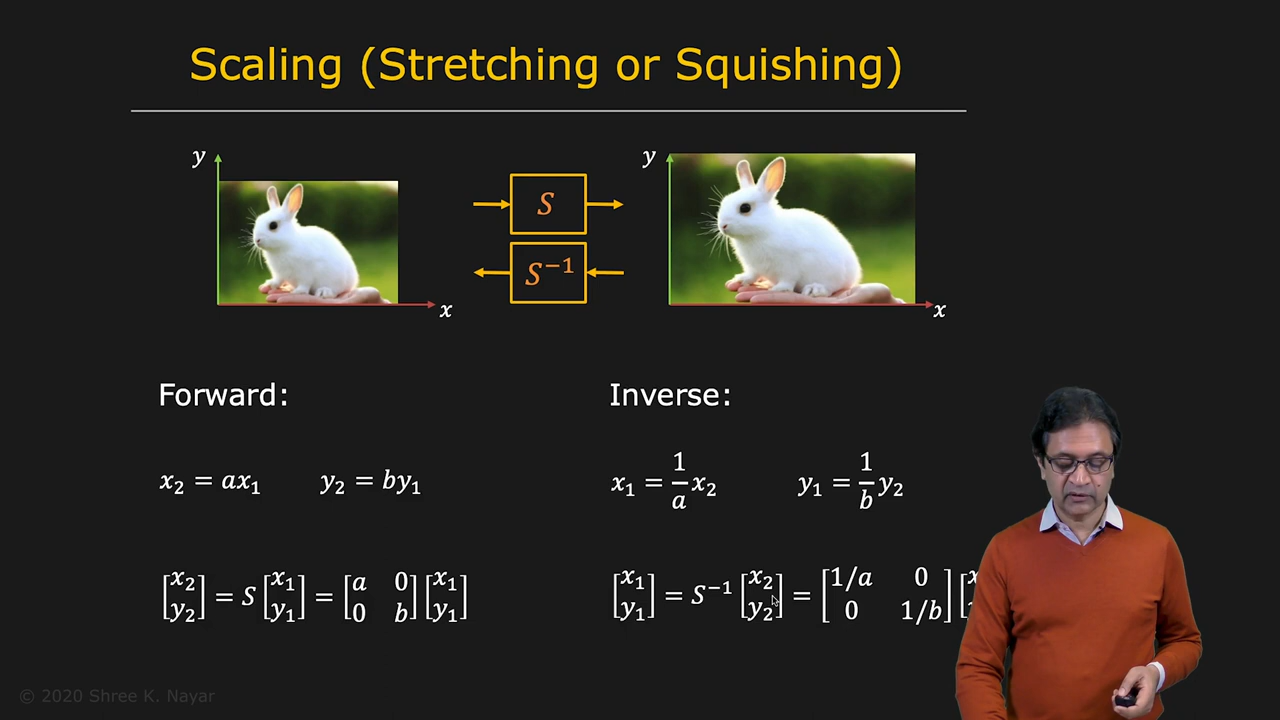 Scaling (Stretching or Squishing)
y
x
S
S⁻¹
y
x
Forward:
x₂ = ax₁ y₂ = by₁
[x₂ y₂] = S [x₁ y₁] = [a 0 0 b] [x₁ y₁]
Inverse:
x₁ = 1/a x₂ y₁ = 1/b y₂
[x₁ y₁] = S⁻¹ [x₂ y₂] = [1/a 0 0 1/b]
© 2020 Shree K. Nayar